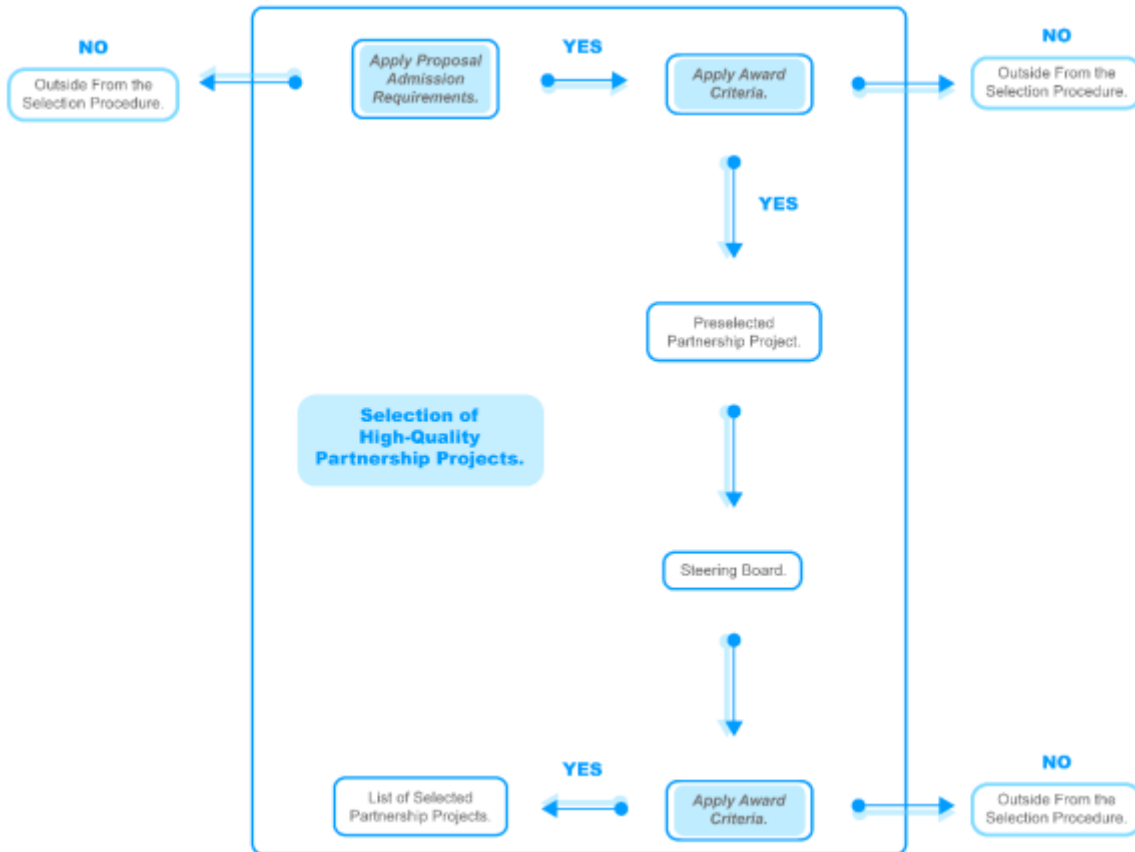 NO
Outside From the
Selection Procedure.
Apply Proposal
Admission
Requirements.
YES
Apply Award
Criteria.
NO
Outside From the
Selection Procedure.
YES
Preselected
Partnership Project.
Selection of
High-Quality
Partnership Projects.
Steering Board.
List of Selected
Partnership Projects.
YES
Apply Award
Criteria.
NO
Outside From the
Selection Procedure.